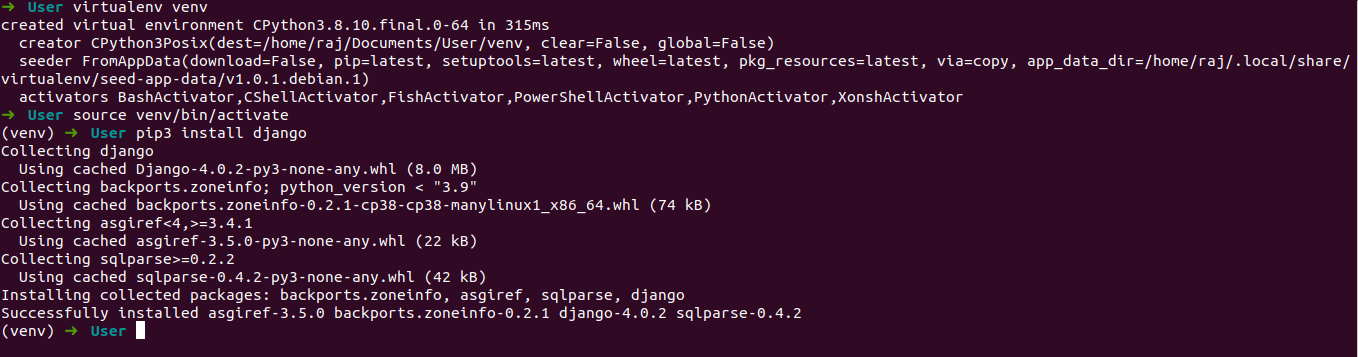 ➜ User virtualenv venv
created virtual environment CPython3.8.10.final.0-64 in 315ms
  creator CPython3Posix(dest=/home/raj/Documents/User/venv, clear=False, global=False)
  seeder FromAppData(download=False, pip=latest, setuptools=latest, wheel=latest, pkg_resources=latest, via=copy, app_data_dir=/home/raj/.local/share/
virtualenv/seed-app-data/v1.0.1.debian.1)
  activators BashActivator,CShellActivator,FishActivator,PowerShellActivator,PythonActivator,XonshActivator
➜ User source venv/bin/activate
(venv) ➜ User pip3 install django
Collecting django
  Using cached Django-4.0.2-py3-none-any.whl (8.0 MB)
Collecting backports.zoneinfo; python_version < "3.9"
  Using cached backports.zoneinfo-0.2.1-cp38-cp38-manylinux1_x86_64.whl (74 kB)
Collecting asgiref<4,>=3.4.1
  Using cached asgiref-3.5.0-py3-none-any.whl (22 kB)
Collecting sqlparse>=0.2.2
  Using cached sqlparse-0.4.2-py3-none-any.whl (42 kB)
Installing collected packages: backports.zoneinfo, asgiref, sqlparse, django
Successfully installed asgiref-3.5.0 backports.zoneinfo-0.2.1 django-4.0.2 sqlparse-0.4.2
(venv) ➜ User